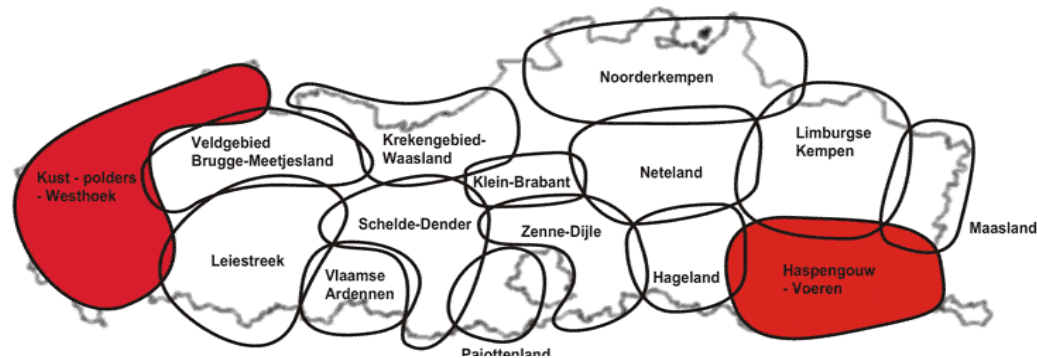 Noorderkempen
Veldgebied
Brugge-Meetjesland
Krekengebied-
Waasland
Limburgse
Kempen
Kust - polders
- Westhoek
Klein-Brabant
Neteland
Schelde-Dender
Zenne-Dijle
Maasland
Leiestreek
Vlaamse
Ardennen
Hageland
Haspengouw
- Voeren
Pajottenland